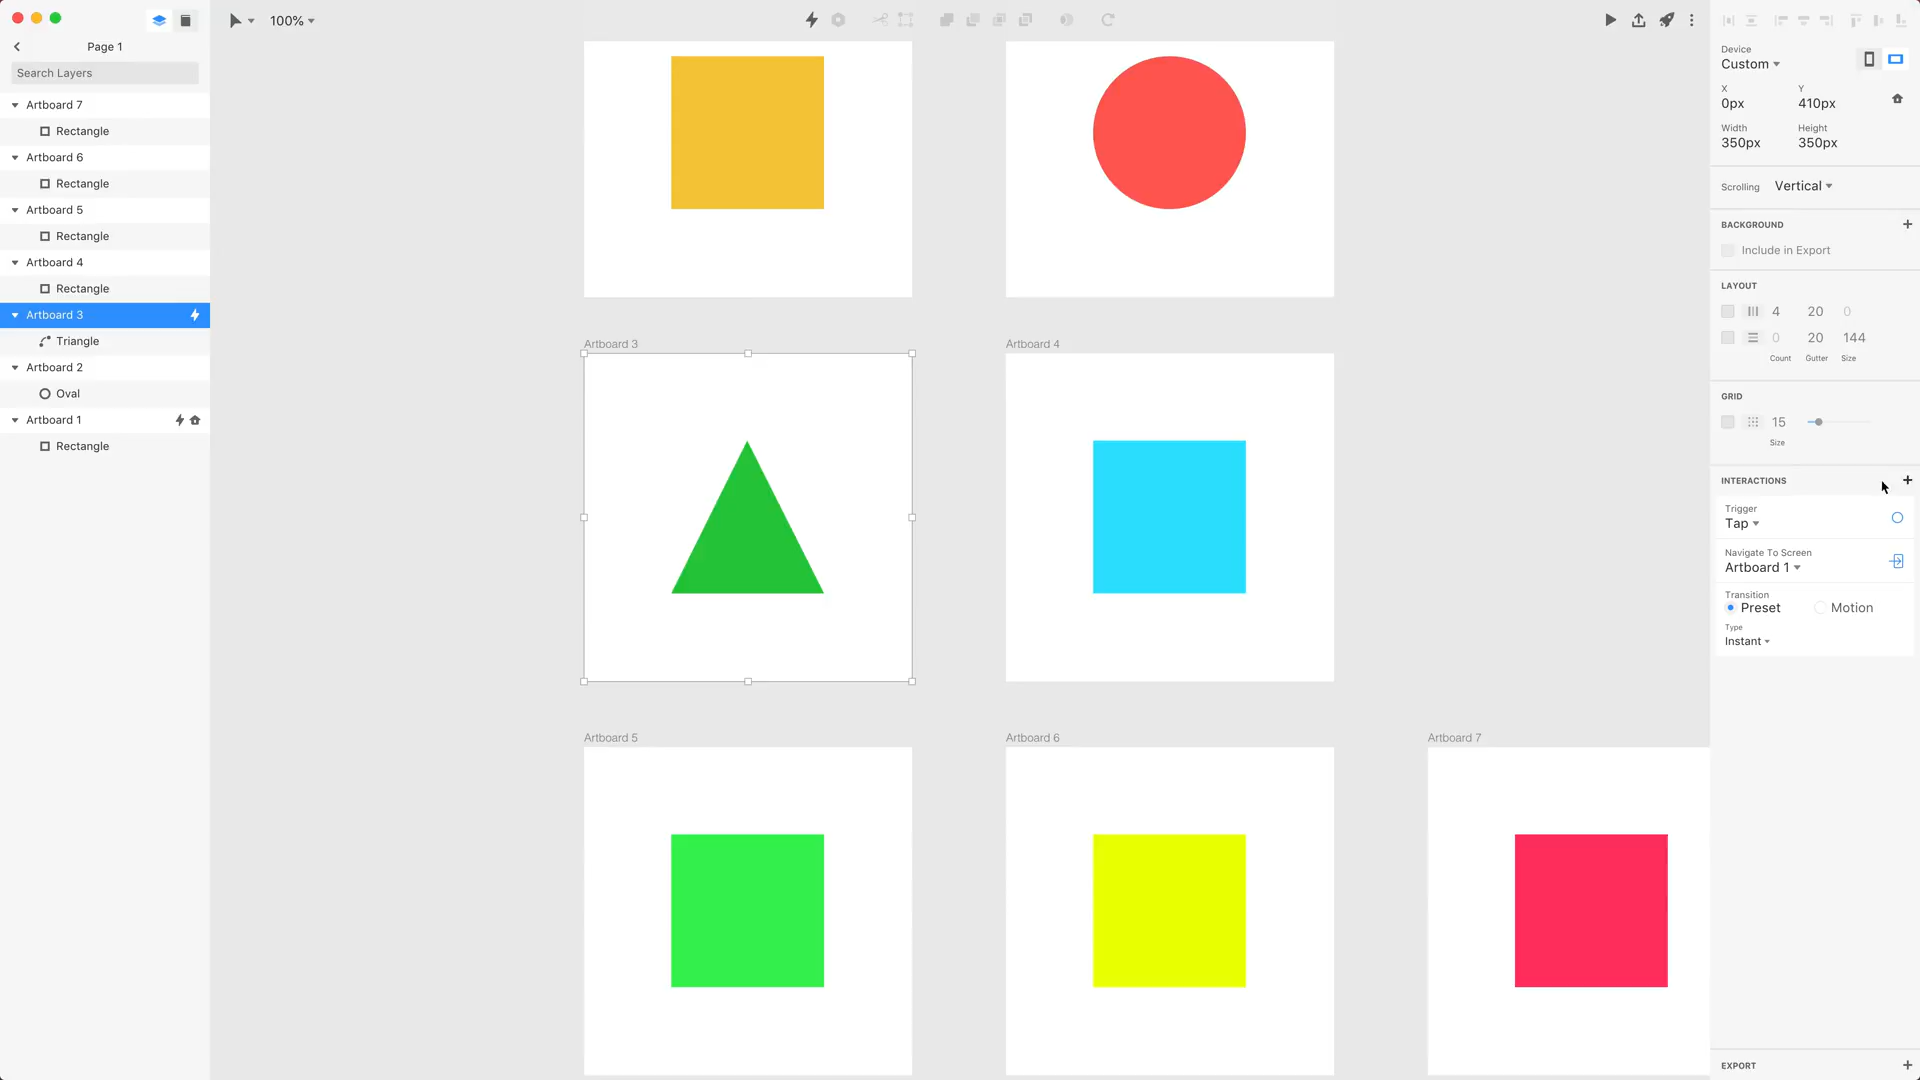 100%
Page 1
Search Layers
Artboard 7
Rectangle
Artboard 6
Rectangle
Artboard 5
Rectangle
Artboard 4
Rectangle
Artboard 3
Triangle
Artboard 2
Oval
Artboard 1
Rectangle
Artboard 3
Artboard 4
Artboard 5
Artboard 6
Artboard 7
Device
Custom
X Y
0px 410px
Width Height
350px 350px
Scrolling Vertical
BACKGROUND
Include in Export
LAYOUT
4 20 0
0 20 144
Count Gutter Size
GRID
15
Size
INTERACTIONS
Trigger
Tap
Navigate To Screen
Artboard 1
Transition
Preset Motion
Type
Instant
EXPORT